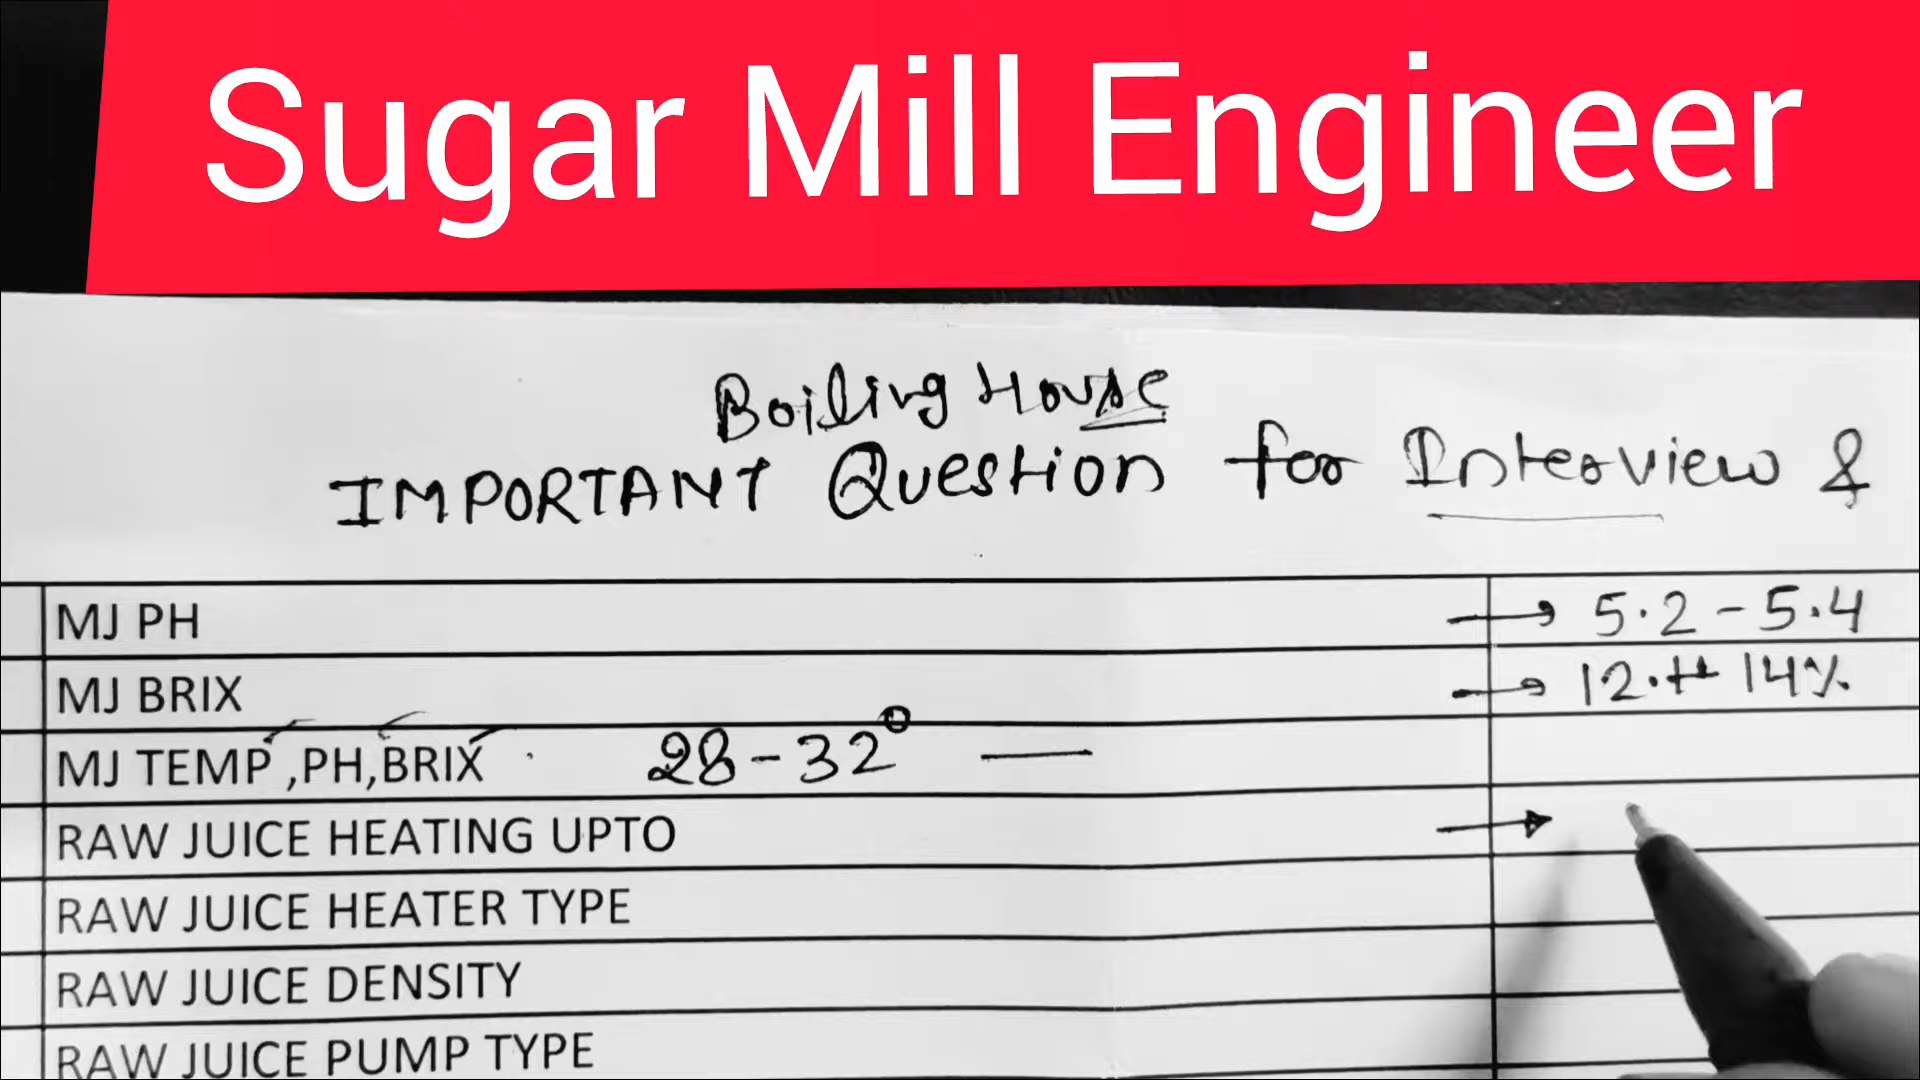 Sugar Mill Engineer
Boiling House
IMPORTANT Question for Interview &
MJ PH → 5.2 - 5.4
MJ BRIX → 12. 14%
MJ TEMP ,PH,BRIX 28-32° —
RAW JUICE HEATING UPTO →
RAW JUICE HEATER TYPE
RAW JUICE DENSITY
RAW JUICE PUMP TYPE